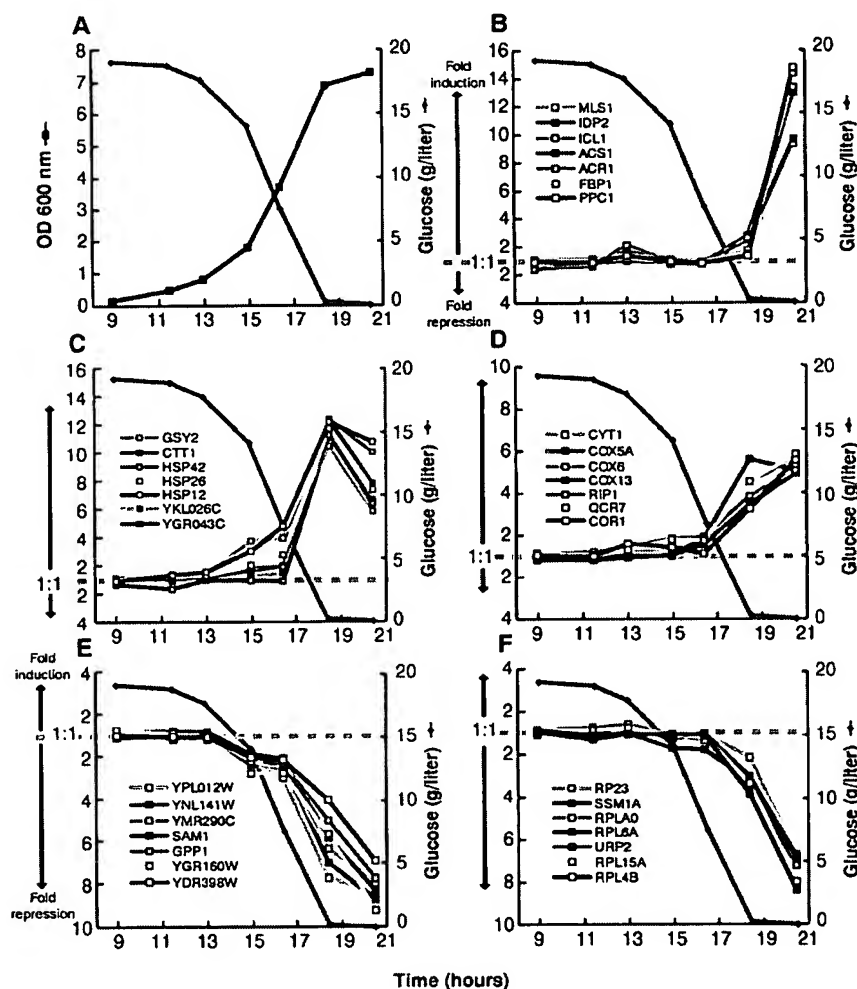 A
8
7
6
5
4
3
2
1
0
OD 600 nm
20
15
10
5
0
Glucose (g/liter)
9 11 13 15 17 19 21
B
Fold induction
16
14
12
10
8
6
4
2
1:1
2
4
Fold repression
MLS1
IDP2
ICL1
ACS1
ACR1
FBP1
PPC1
20
15
10
5
0
Glucose (g/liter)
9 11 13 15 17 19 21
C
16
14
12
10
8
6
4
2
1:1
2
4
GSY2
CTT1
HSP42
HSP26
HSP12
YKL026C
YGR043C
20
15
10
5
0
Glucose (g/liter)
9 11 13 15 17 19 21
D
10
8
6
4
2
1:1
2
4
CYT1
COX5A
COX6
COX13
RIP1
QCR7
COR1
20
15
10
5
0
Glucose (g/liter)
9 11 13 15 17 19 21
E
Fold induction
4
2
1:1
2
4
6
8
10
Fold repression
YPL012W
YNL141W
YMR290C
SAM1
GPP1
YGR160W
YDR398W
20
15
10
5
0
Glucose (g/liter)
9 11 13 15 17 19 21
F
4
2
1:1
2
4
6
8
10
RP23
SSM1A
RPLA0
RPL6A
URP2
RPL15A
RPL4B
20
15
10
5
0
Glucose (g/liter)
9 11 13 15 17 19 21
Time (hours)